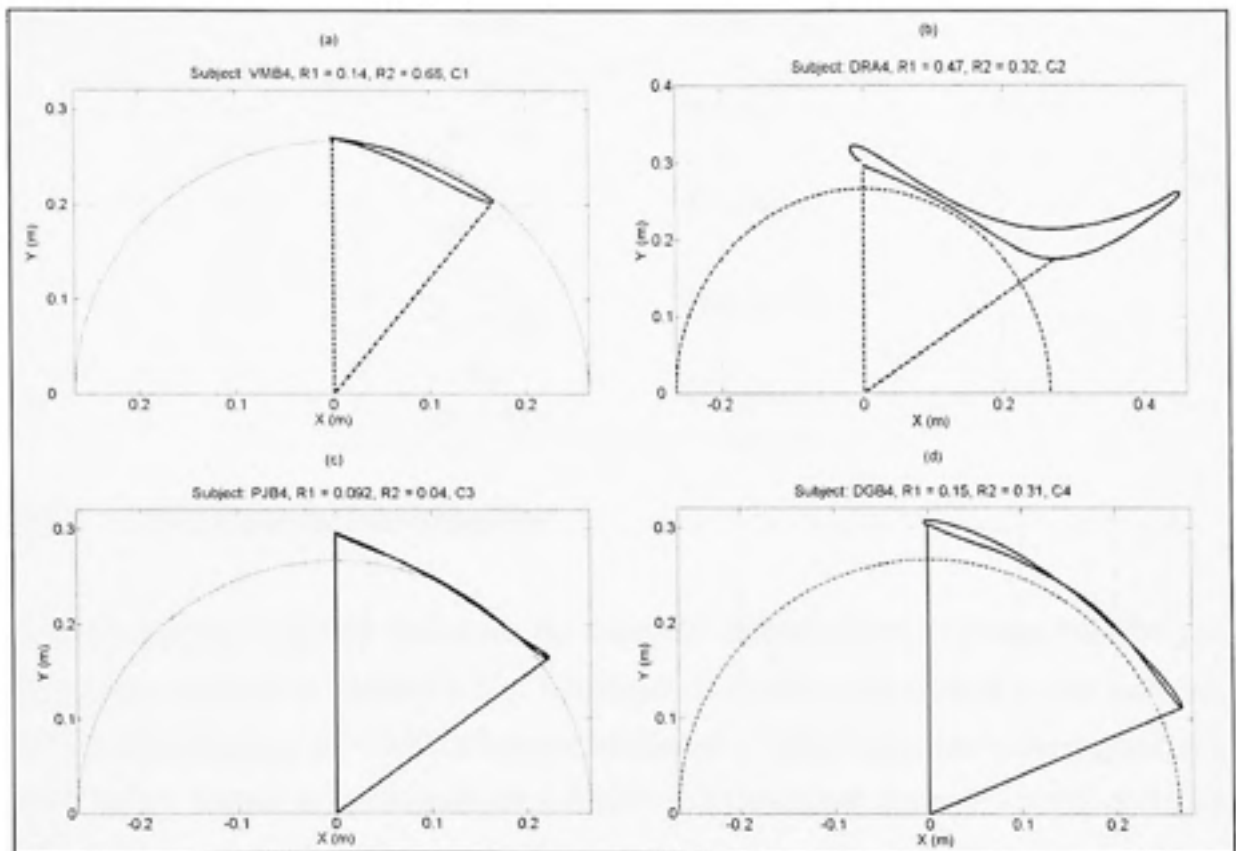 (a)
Subject: VMB4, R1 = 0.14, R2 = 0.65, C1
0.3
0.2
0.1
0
Y (m)
0.2 0.1 0 0.1 0.2
X (m)
(b)
Subject: DRA4, R1 = 0.47, R2 = 0.32, C2
0.4
0.3
0.2
0.1
0
Y (m)
-0.2 0 0.2 0.4
X (m)
(c)
Subject: PJB4, R1 = 0.092, R2 = 0.04, C3
0.3
0.2
0.1
0
Y (m)
-0.2 -0.1 0 0.1 0.2
X (m)
(d)
Subject: DGB4, R1 = 0.15, R2 = 0.31, C4
0.3
0.2
0.1
0
Y (m)
-0.2 -0.1 0 0.1 0.2
X (m)